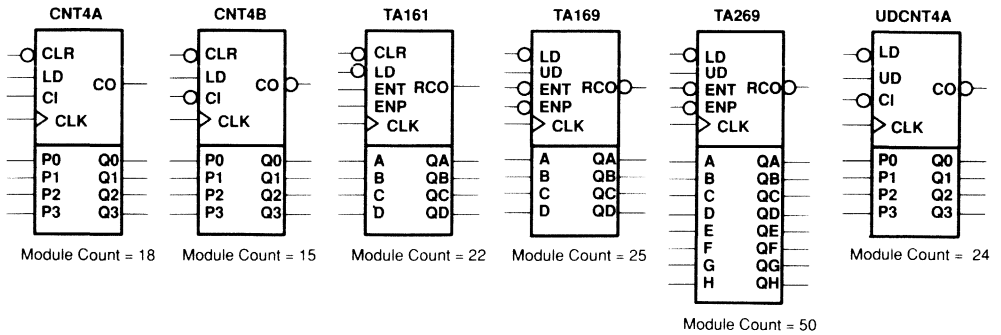 CNT4A
CLR
LD
CI
CO
CLK
P0 Q0
P1 Q1
P2 Q2
P3 Q3
Module Count = 18
CNT4B
CLR
LD
CI
CO
CLK
P0 Q0
P1 Q1
P2 Q2
P3 Q3
Module Count = 15
TA161
CLR
LD
ENT RCO
ENP
CLK
A QA
B QB
C QC
D QD
Module Count = 22
TA169
LD
UD
ENT RCO
ENP
CLK
A QA
B QB
C QC
D QD
Module Count = 25
TA269
LD
UD
ENT RCO
ENP
CLK
A QA
B QB
C QC
D QD
E QE
F QF
G QG
H QH
Module Count = 50
UDCNT4A
LD
UD
CI
CO
CLK
P0 Q0
P1 Q1
P2 Q2
P3 Q3
Module Count = 24